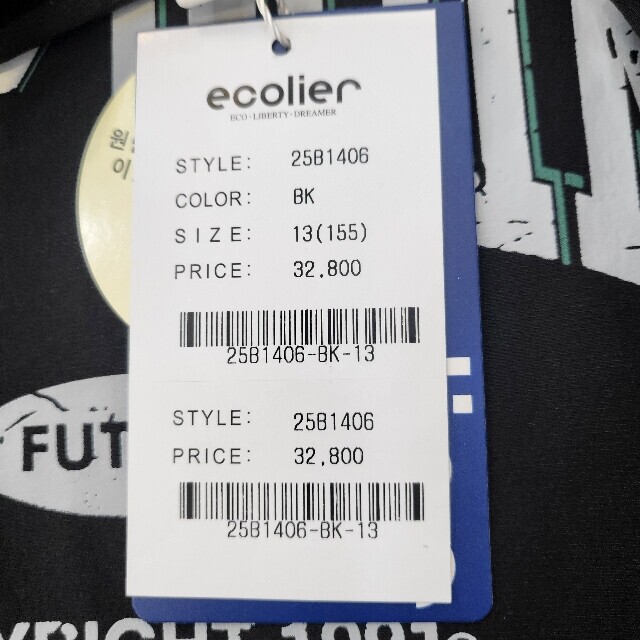 ecolier
ECO · LIBERTY · DREAMER
STYLE: 25B1406
COLOR: BK
SIZE: 13(155)
PRICE: 32,800
25B1406-BK-13
STYLE: 25B1406
PRICE: 32,800
25B1406-BK-13
FUT